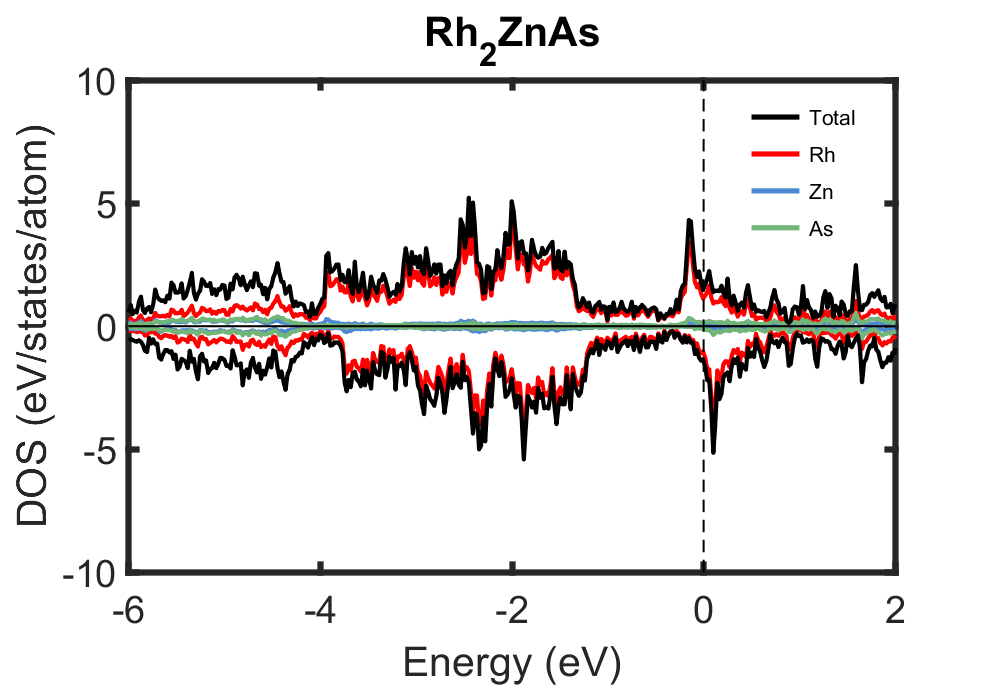 Rh₂ZnAs
10
5
0
-5
-10
DOS (eV/states/atom)
Total
Rh
Zn
As
-6 -4 -2 0 2
Energy (eV)